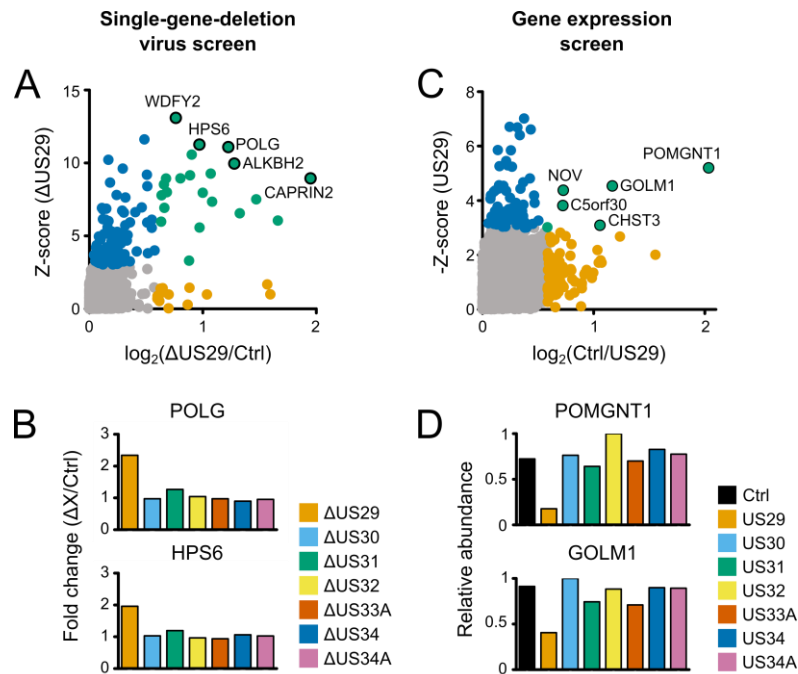 Single-gene-deletion
virus screen
Gene expression
screen
A
15
10
5
0
Z-score (ΔUS29)
WDFY2
HPS6
POLG
ALKBH2
CAPRIN2
0
1
2
log2(ΔUS29/Ctrl)
C
8
6
4
2
0
-Z-score (US29)
POMGNT1
NOV
GOLM1
C5orf30
CHST3
0
1
2
log2(Ctrl/US29)
B
POLG
3
2
1
0
Fold change (ΔX/Ctrl)
HPS6
3
2
1
0
ΔUS29
ΔUS30
ΔUS31
ΔUS32
ΔUS33A
ΔUS34
ΔUS34A
D
POMGNT1
1
0.5
0
Relative abundance
GOLM1
1
0.5
0
Ctrl
US29
US30
US31
US32
US33A
US34
US34A